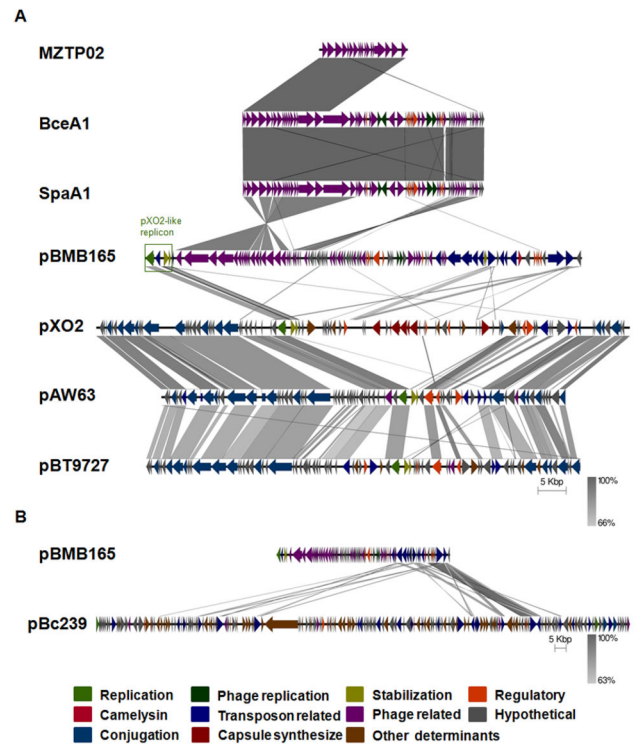 A
MZTP02
BceA1
SpaA1
pXO2-like
replicon
pBMB165
pXO2
pAW63
pBT9727
5 Kbp
100%
66%
B
pBMB165
pBc239
5 Kbp
100%
63%
Replication
Phage replication
Stabilization
Regulatory
Camelysin
Transposon related
Phage related
Hypothetical
Conjugation
Capsule synthesize
Other determinants